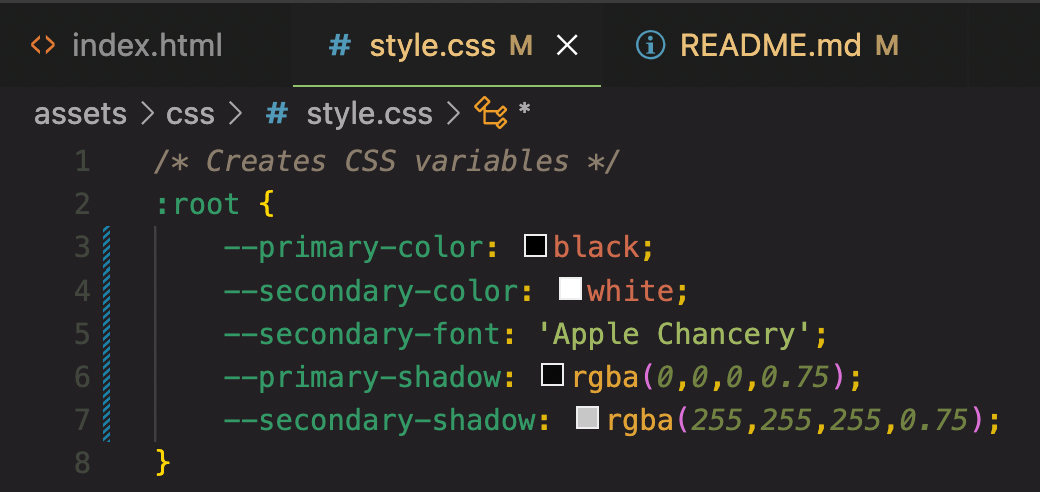 index.html # style.css M × README.md M
assets > css > # style.css > *
1 /* Creates CSS variables */
2 :root {
3 --primary-color: black;
4 --secondary-color: white;
5 --secondary-font: 'Apple Chancery';
6 --primary-shadow: rgba(0,0,0,0.75);
7 --secondary-shadow: rgba(255,255,255,0.75);
8 }